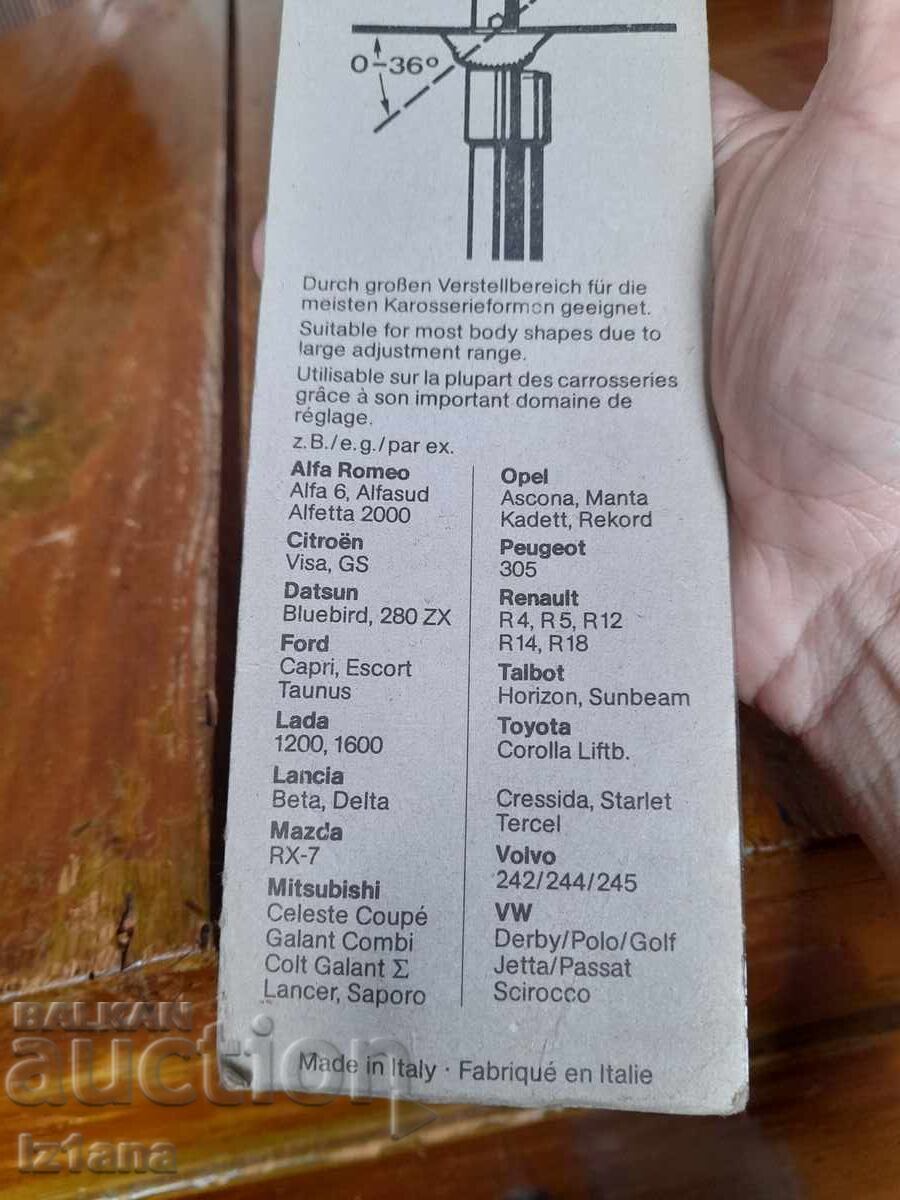 0–36°
Durch großen Verstellbereich für die
meisten Karosserieformen geeignet.
Suitable for most body shapes due to
large adjustment range.
Utilisable sur la plupart des carrosseries
grâce à son important domaine de
réglage.
z.B./e.g./par ex.
Alfa Romeo
Alfa 6, Alfasud
Alfetta 2000
Citroën
Visa, GS
Datsun
Bluebird, 280 ZX
Ford
Capri, Escort
Taunus
Lada
1200, 1600
Lancia
Beta, Delta
Mazda
RX-7
Mitsubishi
Celeste Coupé
Galant Combi
Colt Galant Σ
Lancer, Saporo
Opel
Ascona, Manta
Kadett, Rekord
Peugeot
305
Renault
R4, R5, R12
R14, R18
Talbot
Horizon, Sunbeam
Toyota
Corolla Liftb.
Cressida, Starlet
Tercel
Volvo
242/244/245
VW
Derby/Polo/Golf
Jetta/Passat
Scirocco
Made in Italy · Fabriqué en Italie
BALKAN
auction
Iz1ana